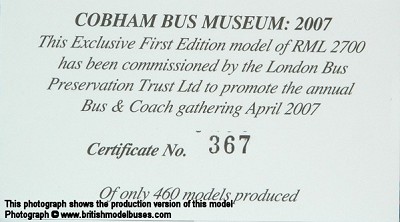 COBHAM BUS MUSEUM: 2007
This Exclusive First Edition model of RML 2700
has been commissioned by the London Bus
Preservation Trust Ltd to promote the annual
Bus & Coach gathering April 2007
Certificate No. 367
Of only 460 models produced
This photograph shows the production version of this model
Photograph © www.britishmodelbuses.com